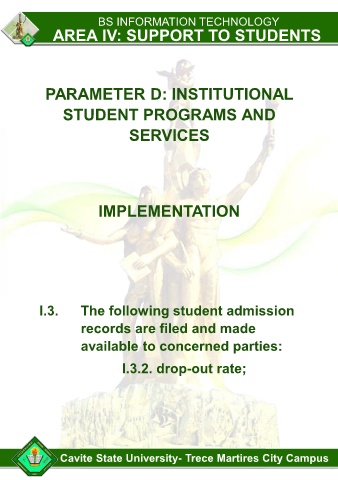 BS INFORMATION TECHNOLOGY
AREA IV: SUPPORT TO STUDENTS
PARAMETER D: INSTITUTIONAL
STUDENT PROGRAMS AND
SERVICES
IMPLEMENTATION
I.3. The following student admission
records are filed and made
available to concerned parties:
I.3.2. drop-out rate;
Cavite State University- Trece Martires City Campus